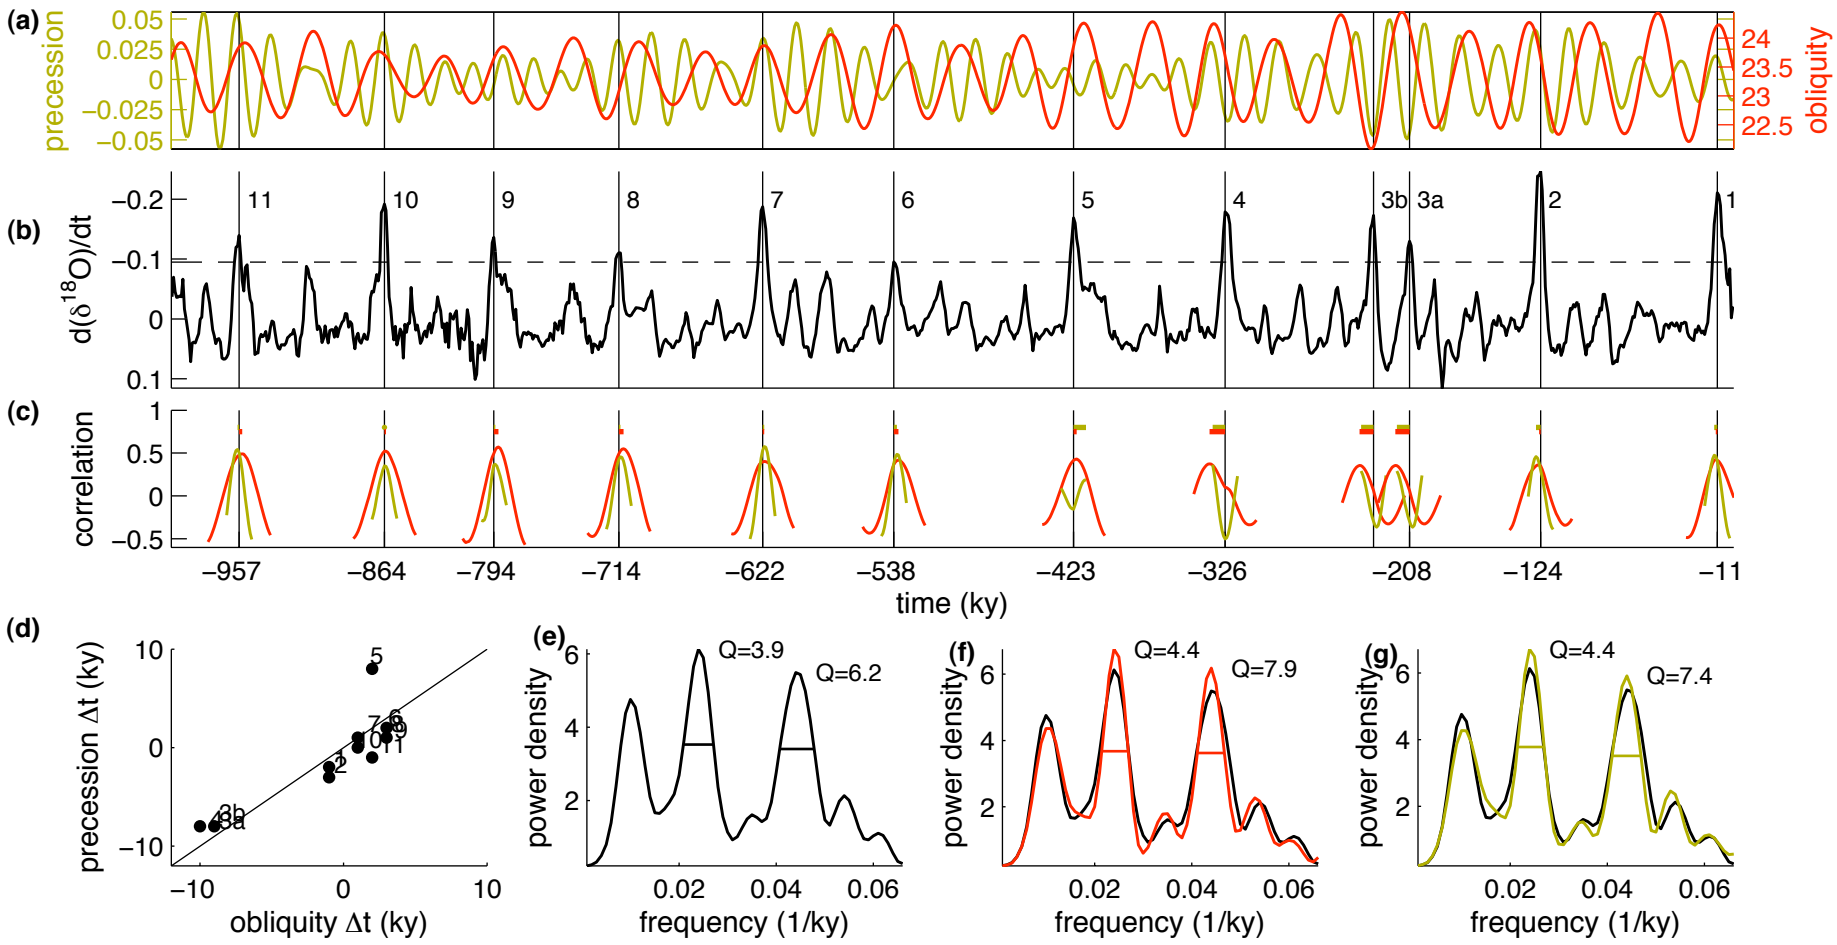 (a)
precession
0.05
0.025
0
−0.025
−0.05
24
23.5
23
22.5
obliquity
(b)
d(δ18O)/dt
−0.2
−0.1
0
0.1
11
10
9
8
7
6
5
4
3b
3a
2
1
(c)
correlation
1
0.5
0
−0.5
−957
−864
−794
−714
−622
−538
−423
−326
−208
−124
−11
time (ky)
(d)
precession Δt (ky)
10
0
−10
5
7
6
8
9
10
11
1
2
3b
4
3a
−10
0
10
obliquity Δt (ky)
(e)
power density
6
4
2
Q=3.9
Q=6.2
0.02
0.04
0.06
frequency (1/ky)
(f)
power density
6
4
2
Q=4.4
Q=7.9
0.02
0.04
0.06
frequency (1/ky)
(g)
power density
6
4
2
Q=4.4
Q=7.4
0.02
0.04
0.06
frequency (1/ky)